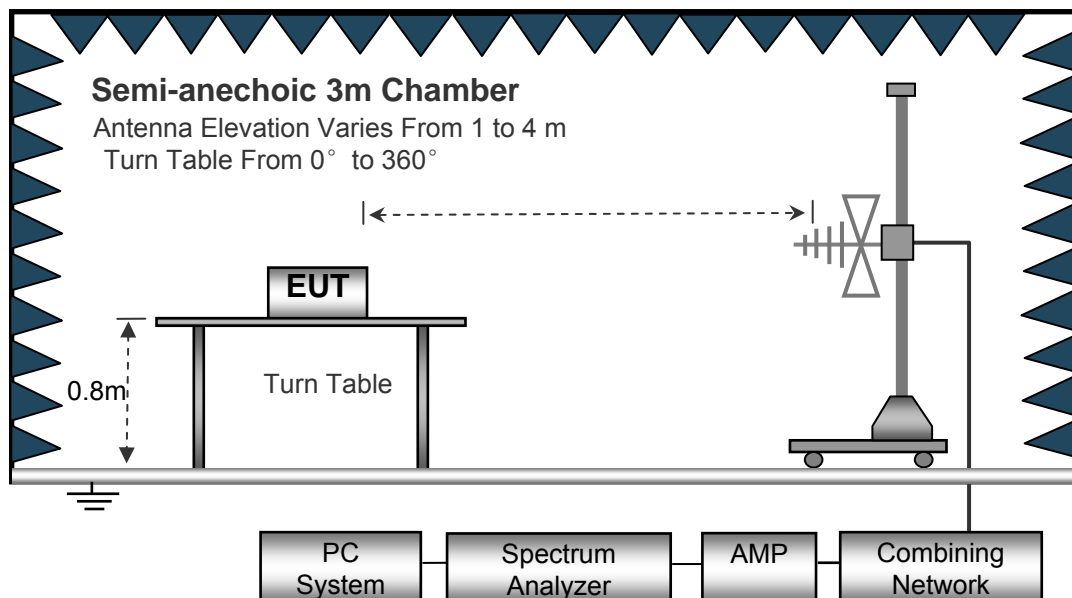 Semi-anechoic 3m Chamber
Antenna Elevation Varies From 1 to 4 m
Turn Table From 0° to 360°
EUT
0.8m
Turn Table
PC
System
Spectrum
Analyzer
AMP
Combining
Network